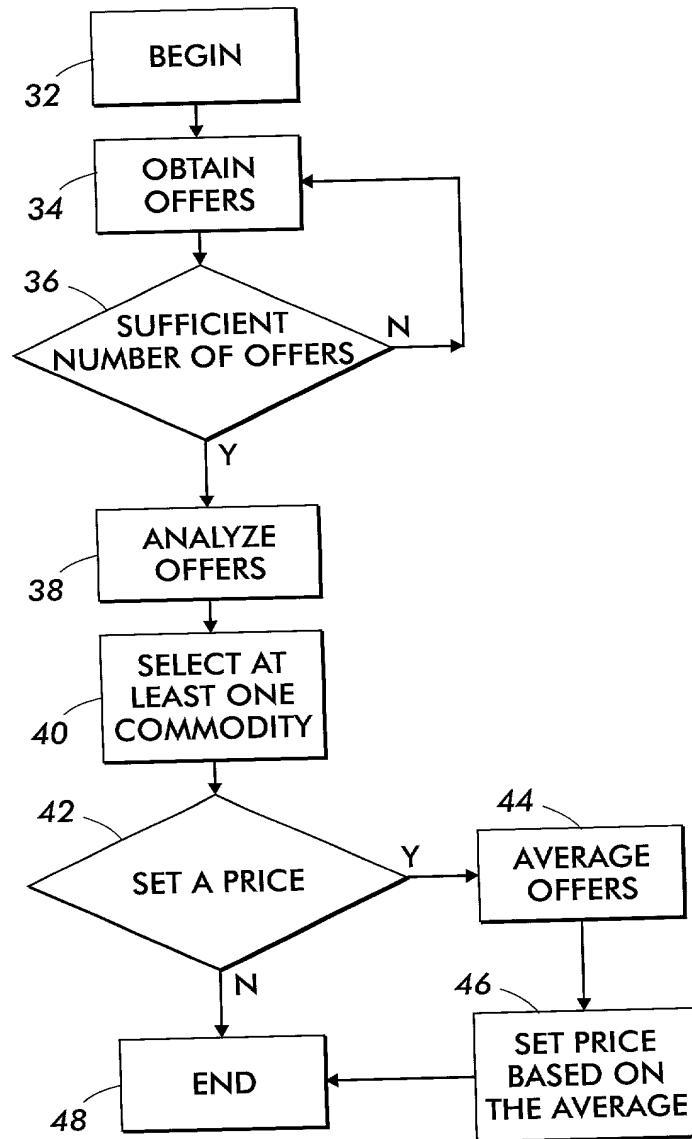 BEGIN
32
OBTAIN
OFFERS
34
36
SUFFICIENT
NUMBER OF OFFERS
N
Y
ANALYZE
OFFERS
38
SELECT AT
LEAST ONE
COMMODITY
40
42
SET A PRICE
Y
44
AVERAGE
OFFERS
N
46
SET PRICE
BASED ON
THE AVERAGE
END
48